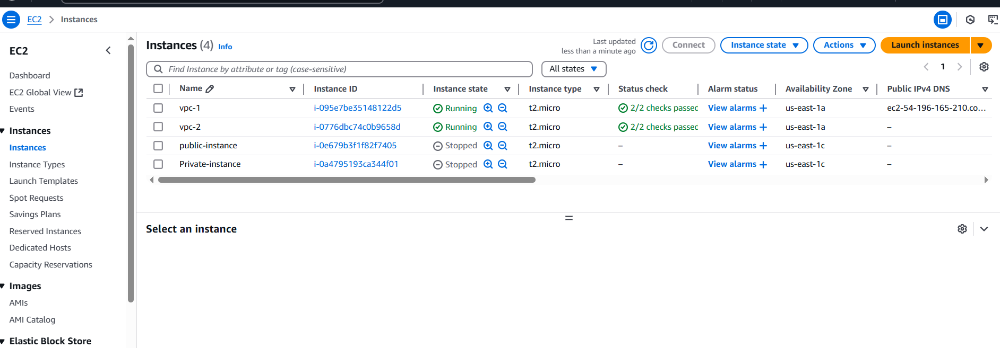 EC2 > Instances
EC2
Dashboard
EC2 Global View
Events
Instances
Instances
Instance Types
Launch Templates
Spot Requests
Savings Plans
Reserved Instances
Dedicated Hosts
Capacity Reservations
Images
AMIs
AMI Catalog
Elastic Block Store
Instances (4) Info
Last updated
less than a minute ago
Connect
Instance state
Actions
Launch instances
Find Instance by attribute or tag (case-sensitive)
All states
1
Name Instance ID Instance state Instance type Status check Alarm status Availability Zone Public IPv4 DNS
vpc-1 i-095e7be35148122d5 Running t2.micro 2/2 checks passed View alarms + us-east-1a ec2-54-196-165-210.co...
vpc-2 i-0776dbc74c0b9658d Running t2.micro 2/2 checks passed View alarms + us-east-1a –
public-instance i-0e679b3f1f82f7405 Stopped t2.micro – View alarms + us-east-1c –
Private-instance i-0a4795193ca344f01 Stopped t2.micro – View alarms + us-east-1c –
Select an instance